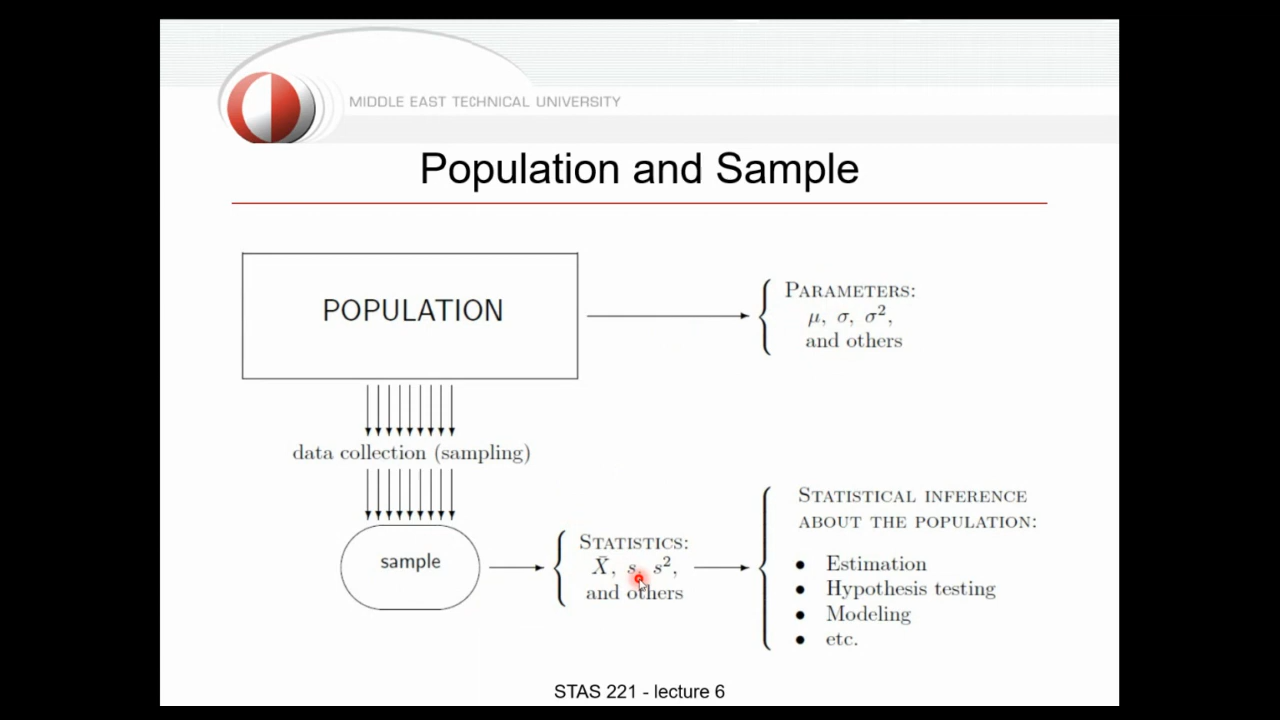 MIDDLE EAST TECHNICAL UNIVERSITY
Population and Sample
POPULATION
PARAMETERS:
μ, σ, σ²,
and others
data collection (sampling)
sample
STATISTICS:
X̄, s, s²,
and others
STATISTICAL INFERENCE
ABOUT THE POPULATION:
• Estimation
• Hypothesis testing
• Modeling
• etc.
STAS 221 - lecture 6